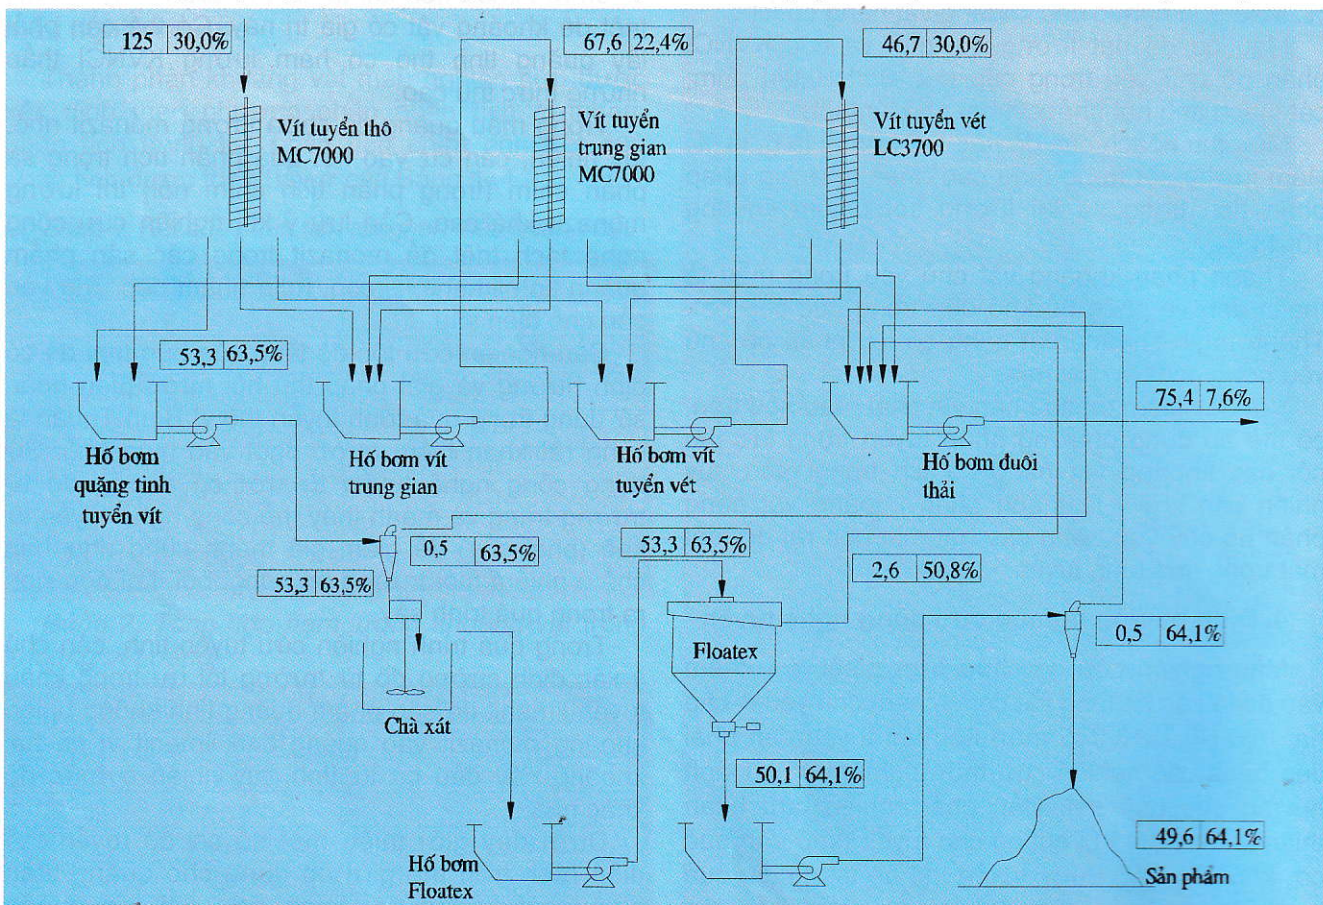 125 30,0%
67,6 22,4%
46,7 30,0%
Vít tuyển thô
MC7000
Vít tuyển
trung gian
MC7000
Vít tuyển vét
LC3700
53,3 63,5%
75,4 7,6%
Hố bơm
quặng tinh
tuyển vít
Hố bơm vít
trung gian
Hố bơm vít
tuyển vét
Hố bơm đuôi
thải
0,5 63,5%
53,3 63,5%
53,3 63,5%
2,6 50,8%
0,5 64,1%
Floatex
Chà xát
50,1 64,1%
49,6 64,1%
Hố bơm
Floatex
Sản phẩm